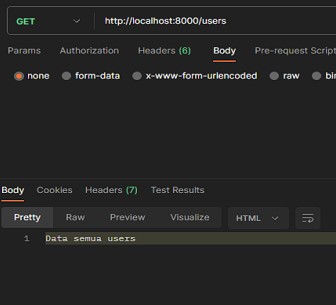 GET http://localhost:8000/users
Params Authorization Headers (6) Body Pre-request Script
none form-data x-www-form-urlencoded raw
Body Cookies Headers (7) Test Results
Pretty Raw Preview Visualize HTML
1 Data semua users